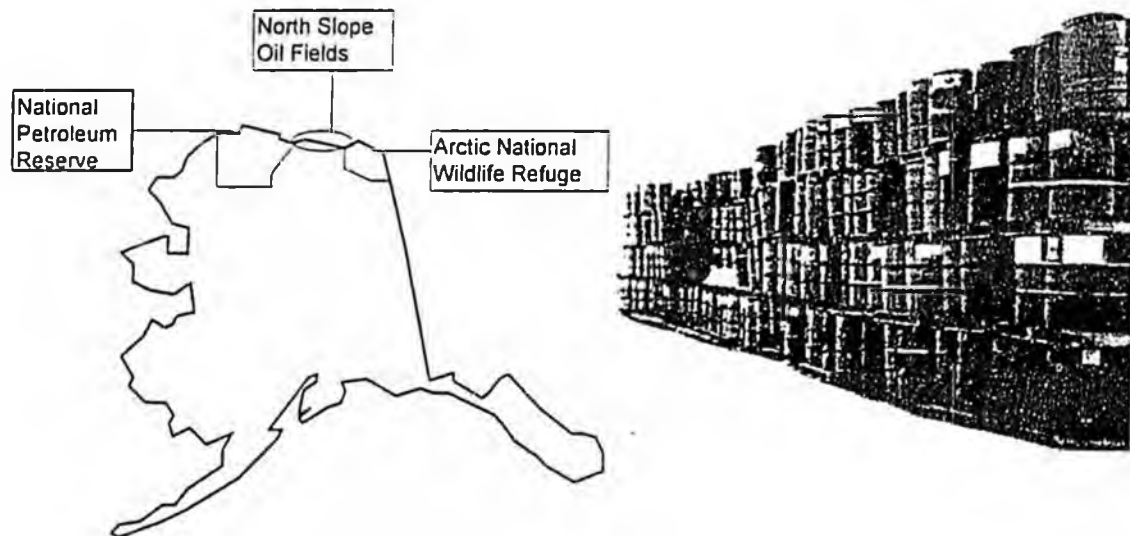 North Slope
Oil Fields
National
Petroleum
Reserve
Arctic National
Wildlife Refuge